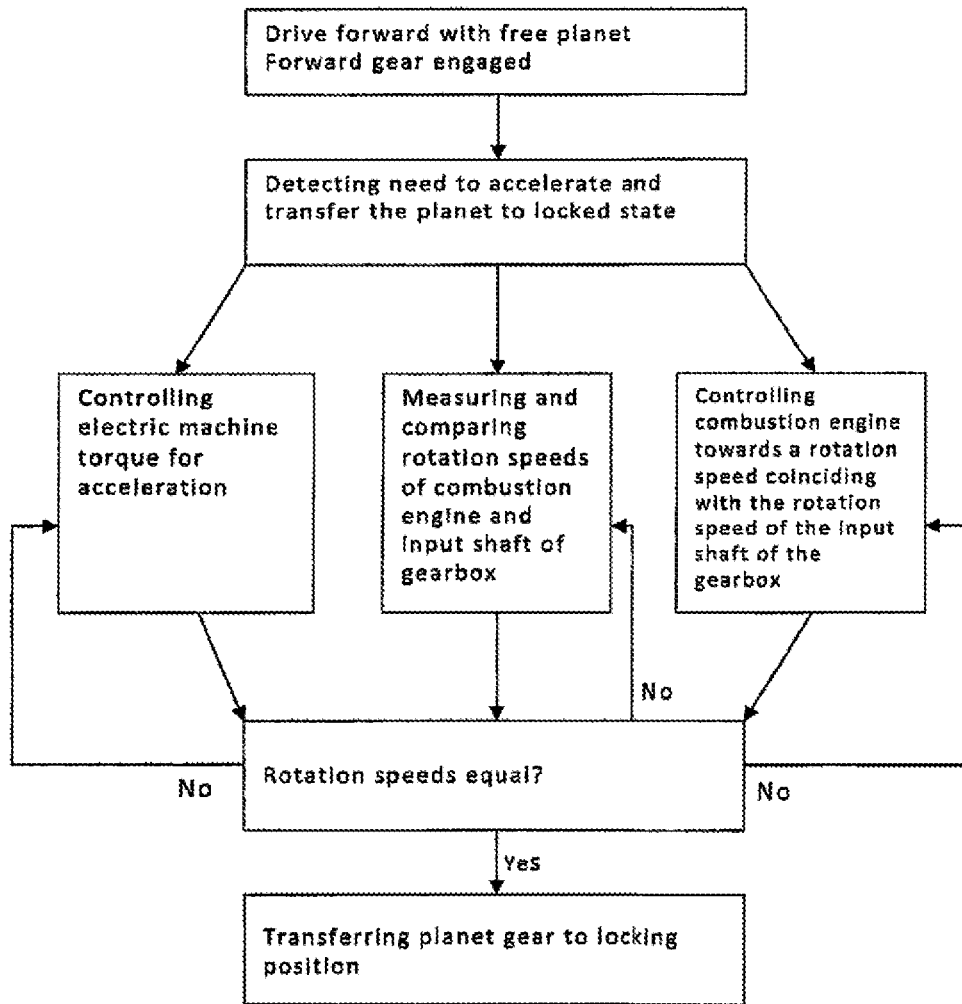 Drive forward with free planet
Forward gear engaged
Detecting need to accelerate and
transfer the planet to locked state
Controlling
electric machine
torque for
acceleration
Measuring and
comparing
rotation speeds
of combustion
engine and
input shaft of
gearbox
Controlling
combustion engine
towards a rotation
speed coinciding
with the rotation
speed of the input
shaft of the
gearbox
No
Rotation speeds equal?
No
No
Yes
Transferring planet gear to locking
position